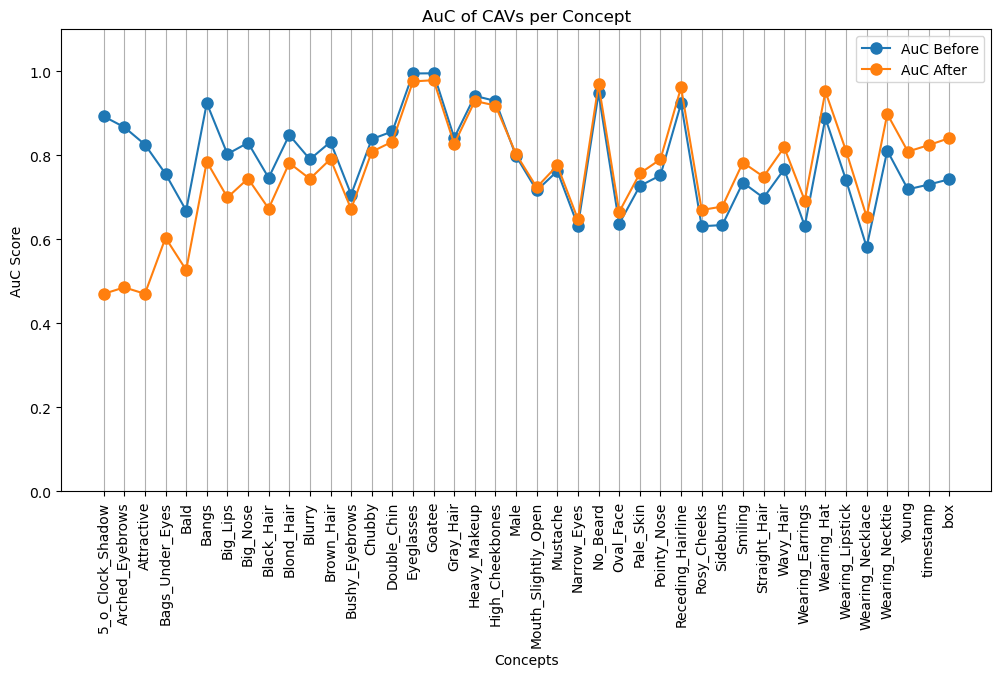 AuC of CAVs per Concept
AuC Before
AuC After
AuC Score
1.0
0.8
0.6
0.4
0.2
0.0
5_o_Clock_Shadow
Arched_Eyebrows
Attractive
Bags_Under_Eyes
Bald
Bangs
Big_Lips
Big_Nose
Black_Hair
Blond_Hair
Blurry
Brown_Hair
Bushy_Eyebrows
Chubby
Double_Chin
Eyeglasses
Goatee
Gray_Hair
Heavy_Makeup
High_Cheekbones
Male
Mouth_Slightly_Open
Mustache
Narrow_Eyes
No_Beard
Oval_Face
Pale_Skin
Pointy_Nose
Receding_Hairline
Rosy_Cheeks
Sideburns
Smiling
Straight_Hair
Wavy_Hair
Wearing_Earrings
Wearing_Hat
Wearing_Lipstick
Wearing_Necklace
Wearing_Necktie
Young
timestamp
box
Concepts